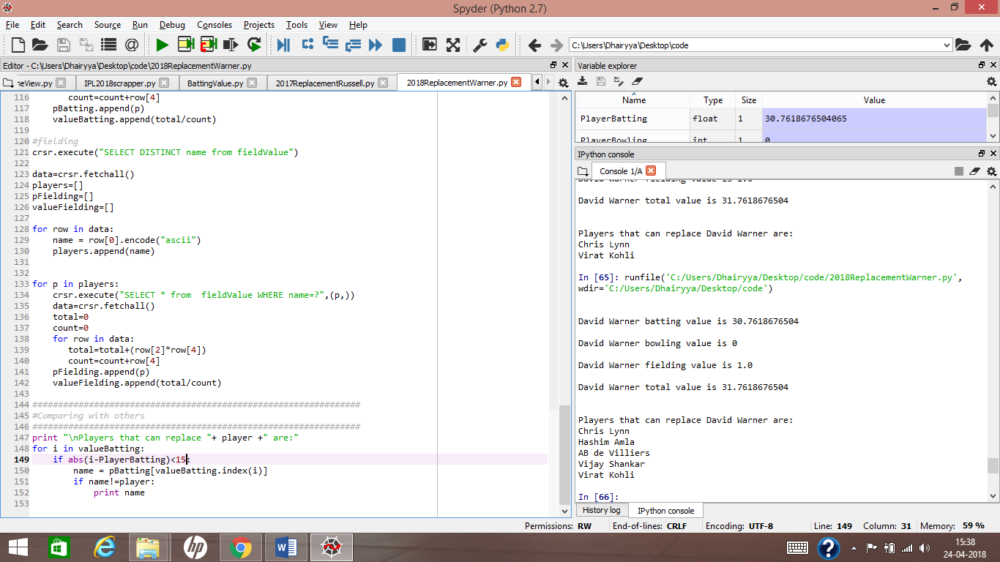 Spyder (Python 2.7)
File Edit Search Source Run Debug Consoles Projects Tools View Help
C:\Users\Dhairyya\Desktop\code
Editor - C:\Users\Dhairyya\Desktop\code\2018ReplacementWarner.py
reView.py IPL2018scrapper.py BattingValue.py 2017ReplacementRussell.py 2018ReplacementWarner.py
116 count=count+row[4]
117 pBatting.append(p)
118 valueBatting.append(total/count)
119
120 #fielding
121 crsr.execute("SELECT DISTINCT name from fieldValue")
122
123 data=crsr.fetchall()
124 players=[]
125 pFielding=[]
126 valueFielding=[]
127
128 for row in data:
129 name = row[0].encode("ascii")
130 players.append(name)
131
132
133 for p in players:
134 crsr.execute("SELECT * from  fieldValue WHERE name=?",(p,))
135 data=crsr.fetchall()
136 total=0
137 count=0
138 for row in data:
139 total=total+(row[2]*row[4])
140 count=count+row[4]
141 pFielding.append(p)
142 valueFielding.append(total/count)
143
144 ################################################################
145 #Comparing with others
146 ################################################################
147 print "\nPlayers that can replace "+ player +" are:"
148 for i in valueBatting:
149 if abs(i-PlayerBatting)<15:
150 name = pBatting[valueBatting.index(i)]
151 if name!=player:
152 print name
153
Variable explorer
Name Type Size Value
PlayerBatting float 1 30.7618676504065
PlayerBowling int 1 0
IPython console
Console 1/A
David Warner fielding value is 1.0
David Warner total value is 31.7618676504
Players that can replace David Warner are:
Chris Lynn
Virat Kohli
In [65]: runfile('C:/Users/Dhairyya/Desktop/code/2018ReplacementWarner.py',
wdir='C:/Users/Dhairyya/Desktop/code')
David Warner batting value is 30.7618676504
David Warner bowling value is 0
David Warner fielding value is 1.0
David Warner total value is 31.7618676504
Players that can replace David Warner are:
Chris Lynn
Hashim Amla
AB de Villiers
Vijay Shankar
Virat Kohli
In [66]:
History log IPython console
Permissions: RW End-of-lines: CRLF Encoding: UTF-8 Line: 149 Column: 31 Memory: 59 %
15:38
24-04-2018